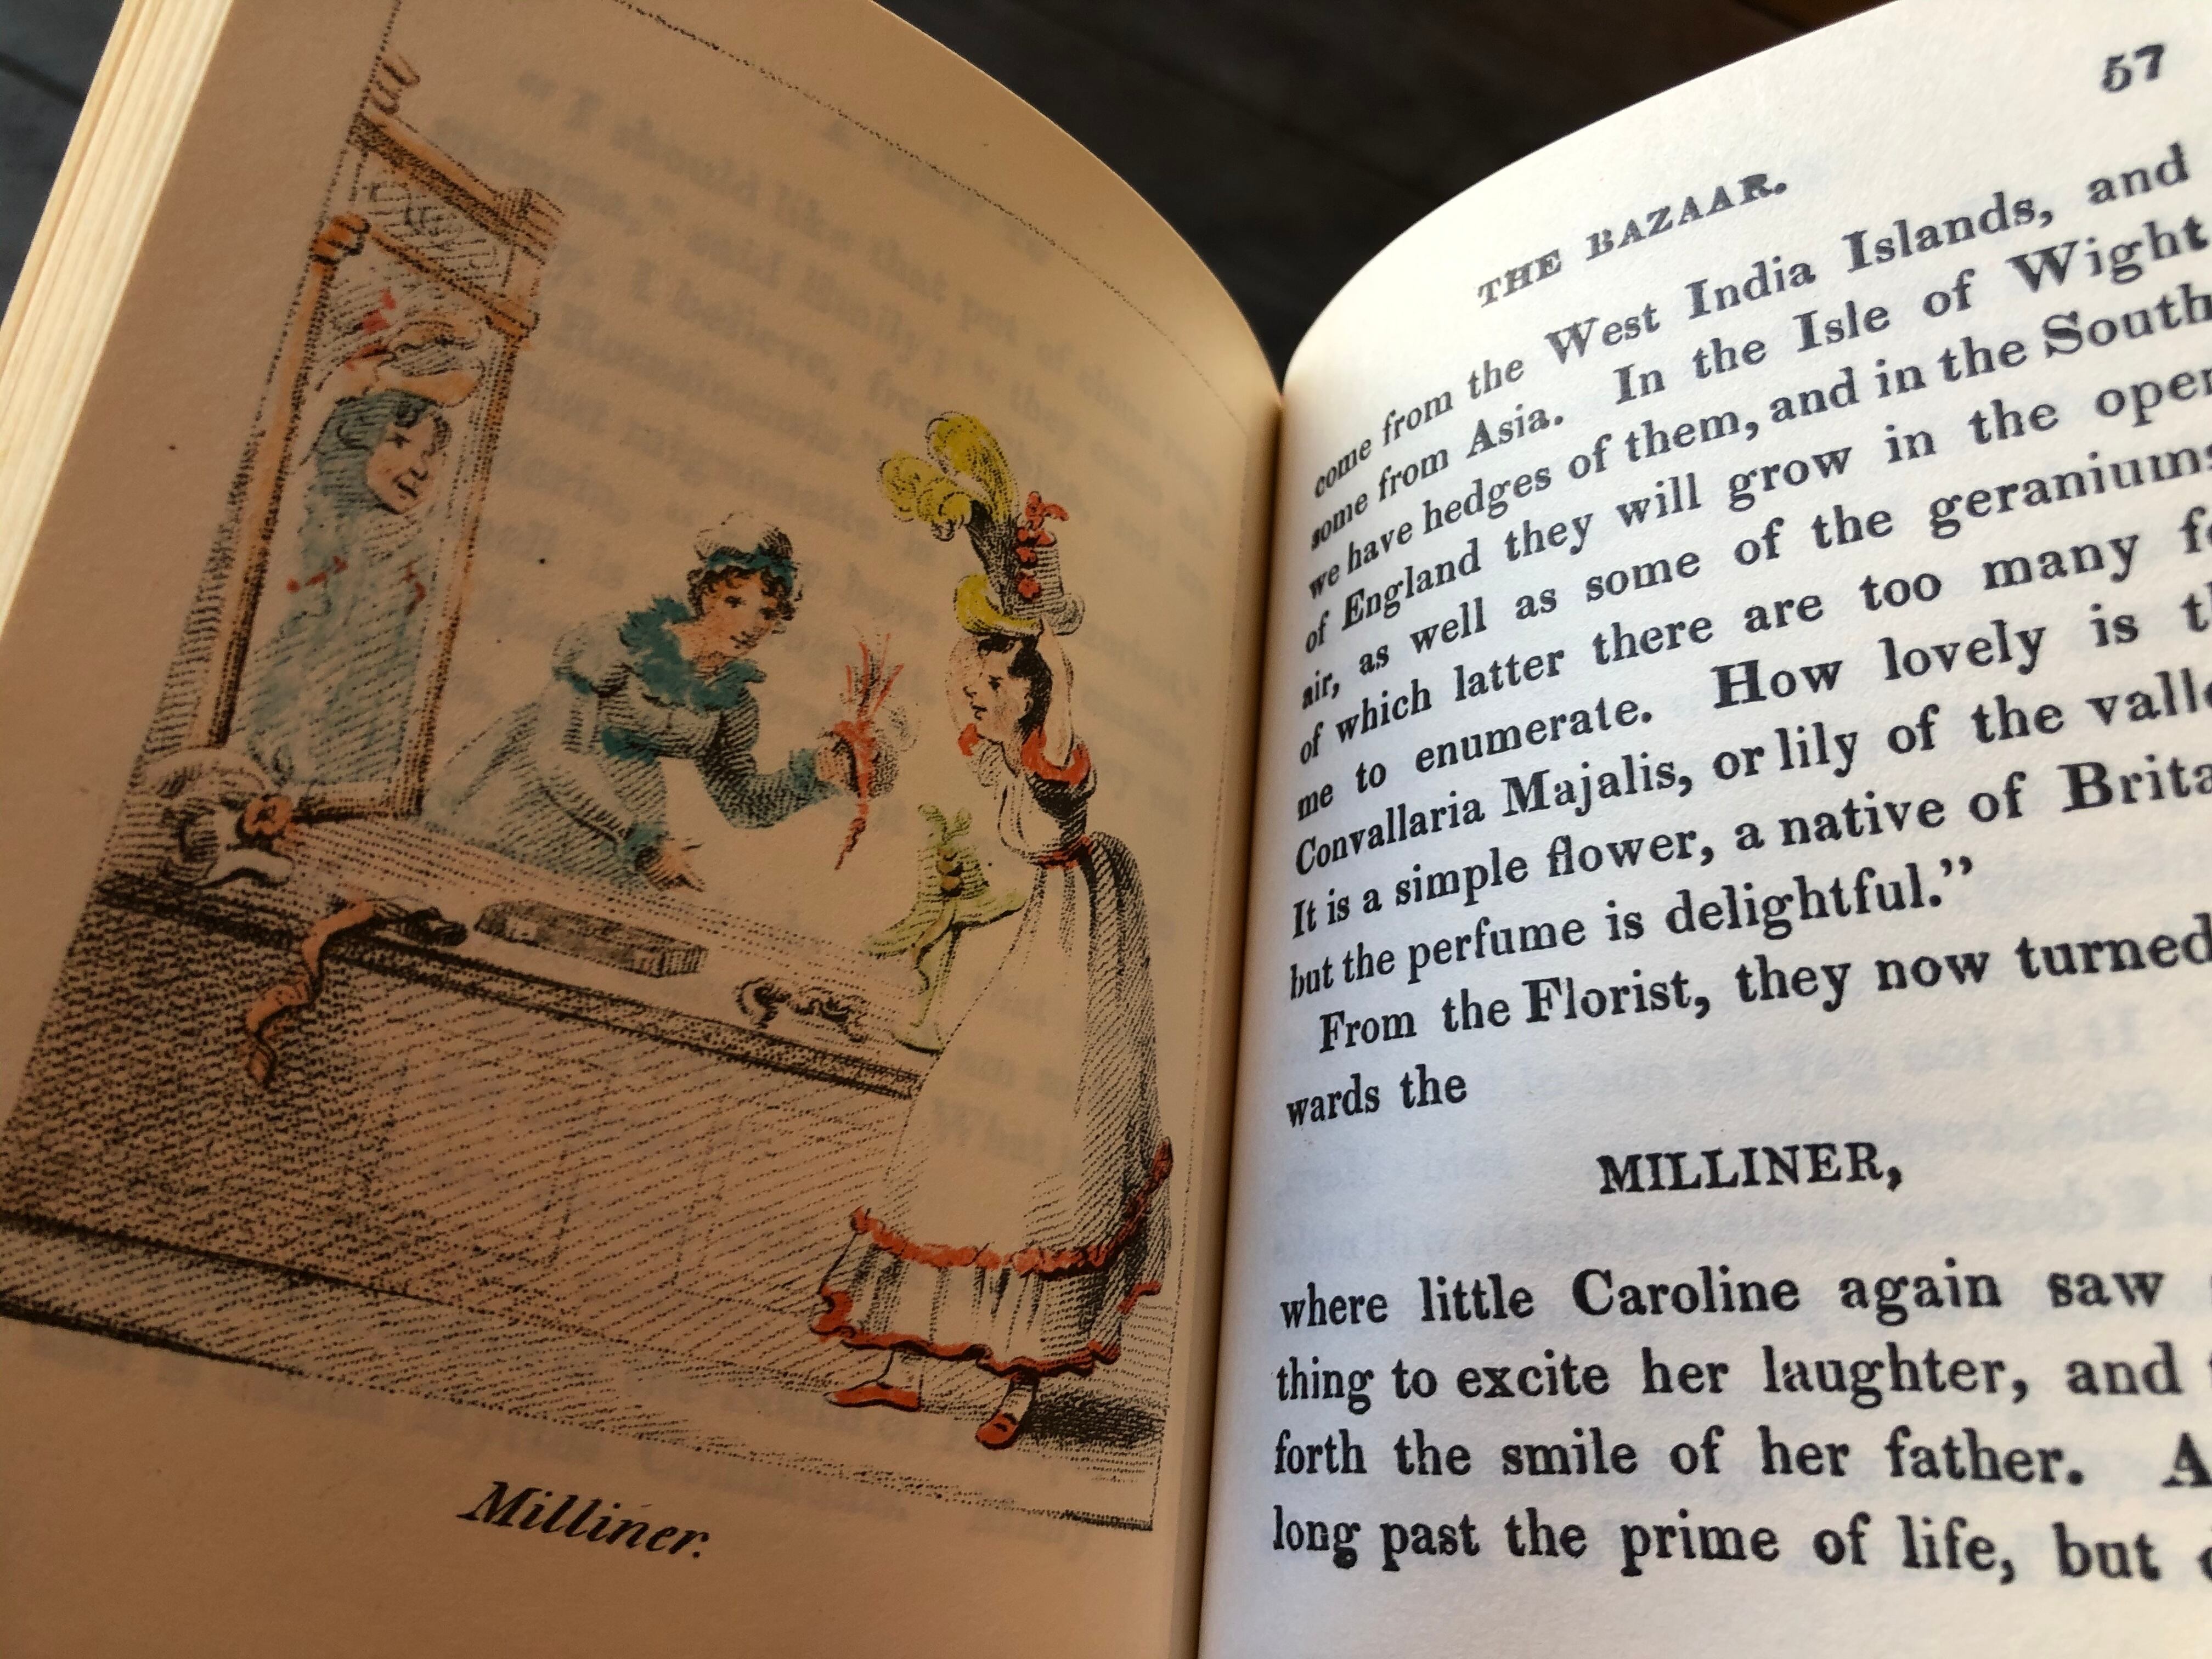 Milliner.
57
THE BAZAAR.
come from the West India Islands, and
some from Asia. In the Isle of Wight
we have hedges of them, and in the South
of England they will grow in the open
air, as well as some of the geraniums
of which latter there are too many
me to enumerate. How lovely is
Convallaria Majalis, or lily of the
It is a simple flower, a native of
but the perfume is delightful.”
From the Florist, they now turned
wards the
MILLINER,
where little Caroline again saw
thing to excite her laughter, and
forth the smile of her father.
long past the prime of life, but